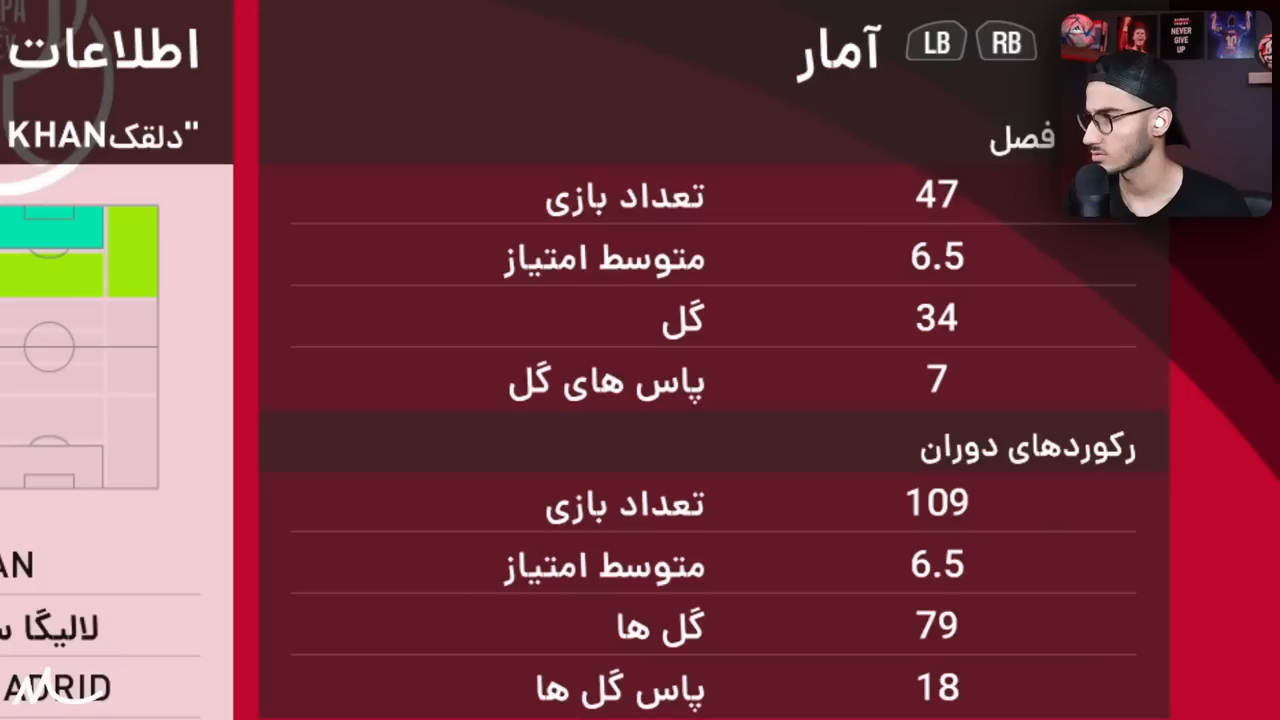 آمار
LB
RB
فصل
تعداد بازی 47
متوسط امتیاز 6.5
گل 34
پاس های گل 7
رکوردهای دوران
تعداد بازی 109
متوسط امتیاز 6.5
گل ها 79
پاس گل ها 18
اطلاعات
"دلقکKHAN
AN
لالیگا س
ADRID
NOW
NEVER
GIVE
UP
10